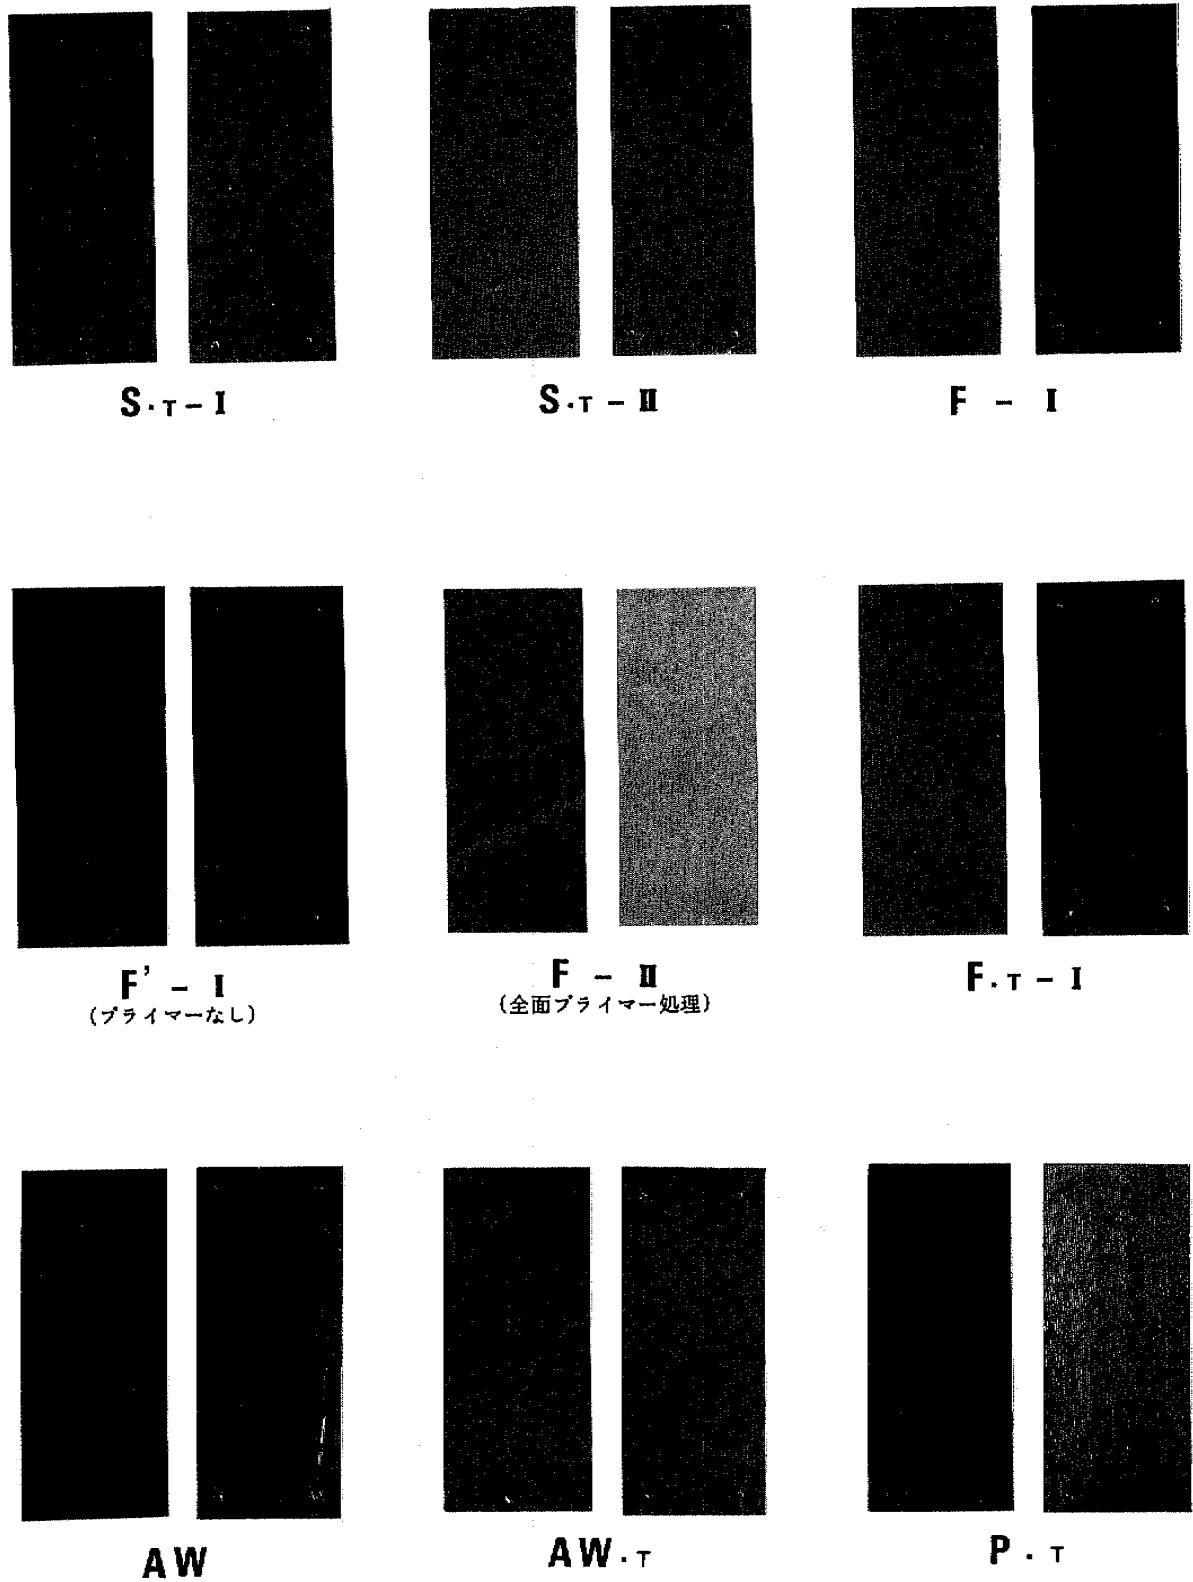 S·T-I
S·T-II
F - I
F' - I
(プライマーなし)
F - II
(全面プライマー処理)
F·T-I
AW
AW·T
P·T